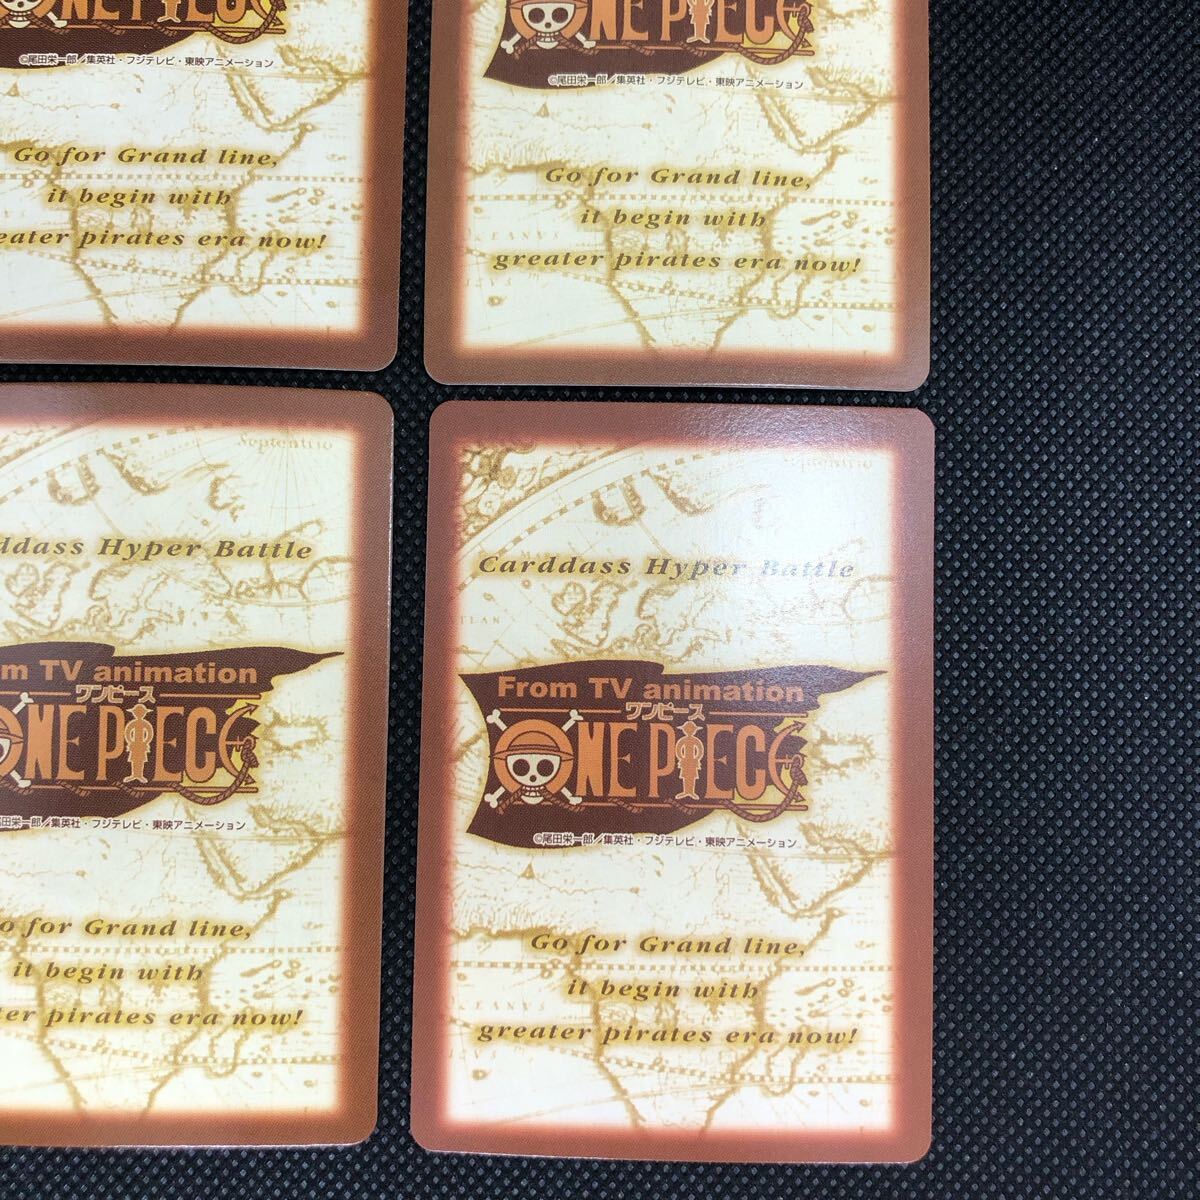 ONE PIECE
©尾田栄一郎／集英社・フジテレビ・東映アニメーション
Go for Grand line,
it begin with
eater pirates era now!
ONE PIECE
©尾田栄一郎／集英社・フジテレビ・東映アニメーション
Go for Grand line,
it begin with
greater pirates era now!
Septentrio
ddass Hyper Battle
m TV animation
ワンピース
ONE PIECE
田栄一郎／集英社・フジテレビ・東映アニメーション
o for Grand line,
it begin with
ter pirates era now!
Carddass Hyper Battle
From TV animation
ワンピース
ONE PIECE
©尾田栄一郎／集英社・フジテレビ・東映アニメーション
Go for Grand line,
it begin with
greater pirates era now!